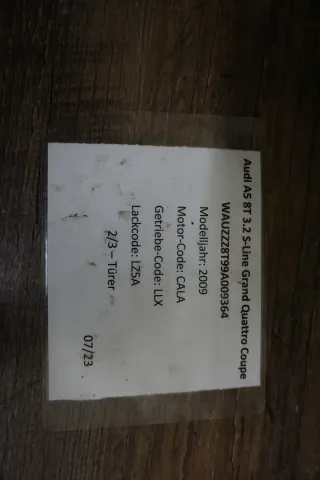 Audi A5 8T 3.2 S-Line Grand Quattro Coupe
WAUZZZ8T99A009364
Modelljahr: 2009
Motor-Code: CALA
Getriebe-Code: LLX
Lackcode: LZ5A
2/3 – Türer
07/23